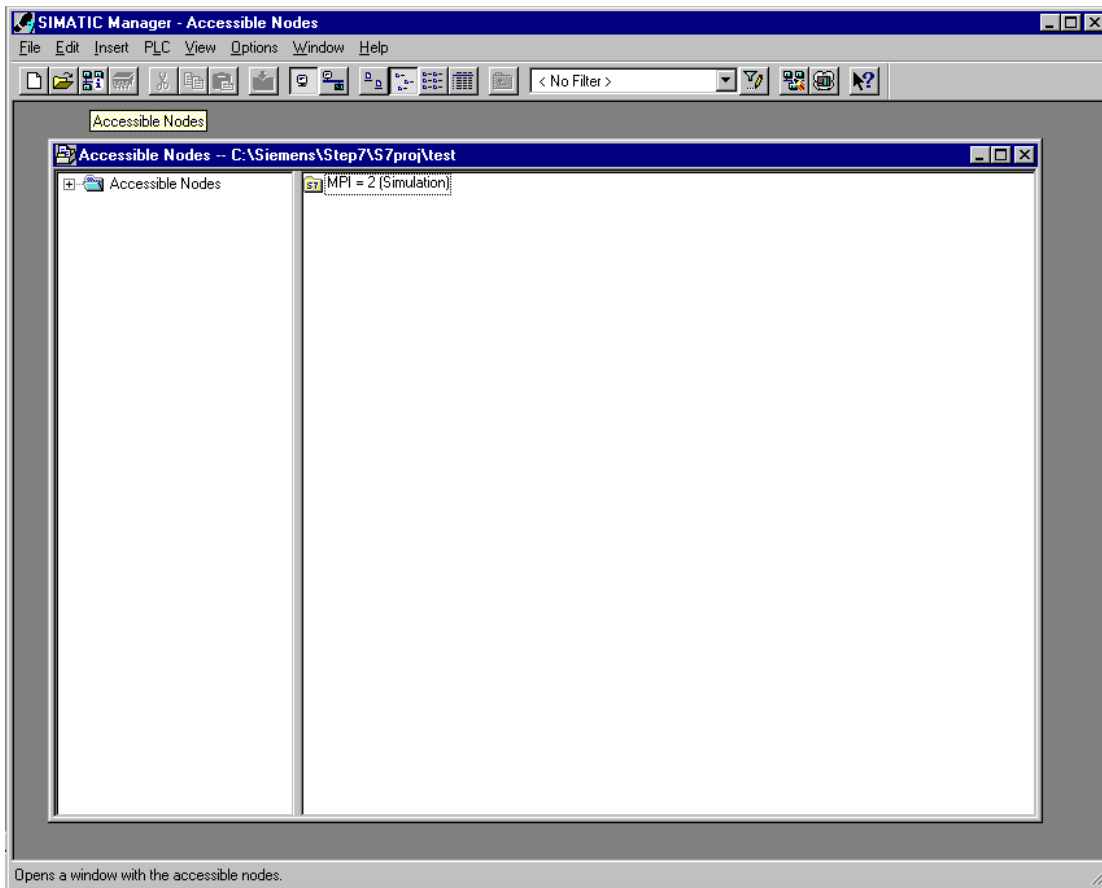 SIMATIC Manager - Accessible Nodes
File Edit Insert PLC View Options Window Help
< No Filter >
Accessible Nodes
Accessible Nodes -- C:\Siemens\Step7\S7proj\test
Accessible Nodes
S7 MPI = 2 (Simulation)
Opens a window with the accessible nodes.